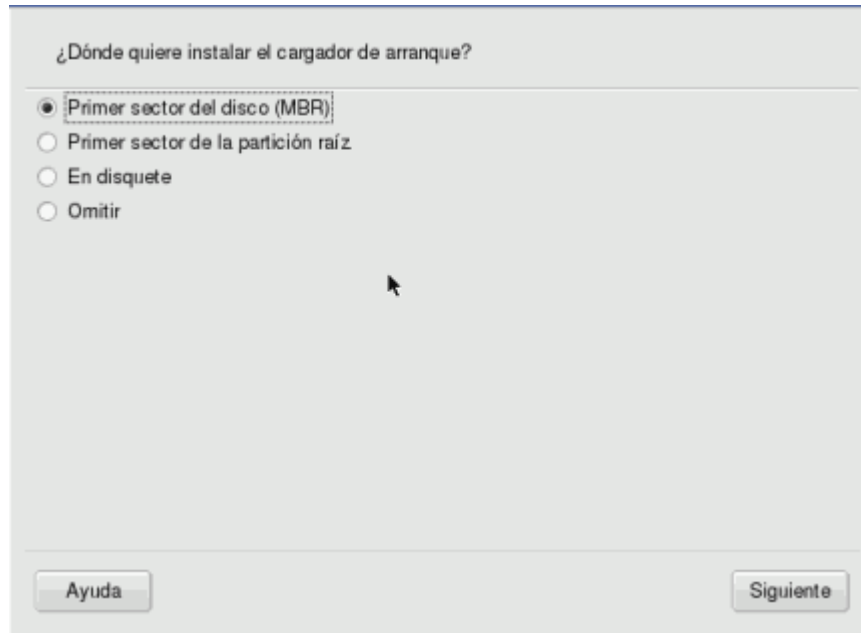 ¿Dónde quiere instalar el cargador de arranque?
Primer sector del disco (MBR)
Primer sector de la partición raíz
En disquete
Omitir
Ayuda
Siguiente